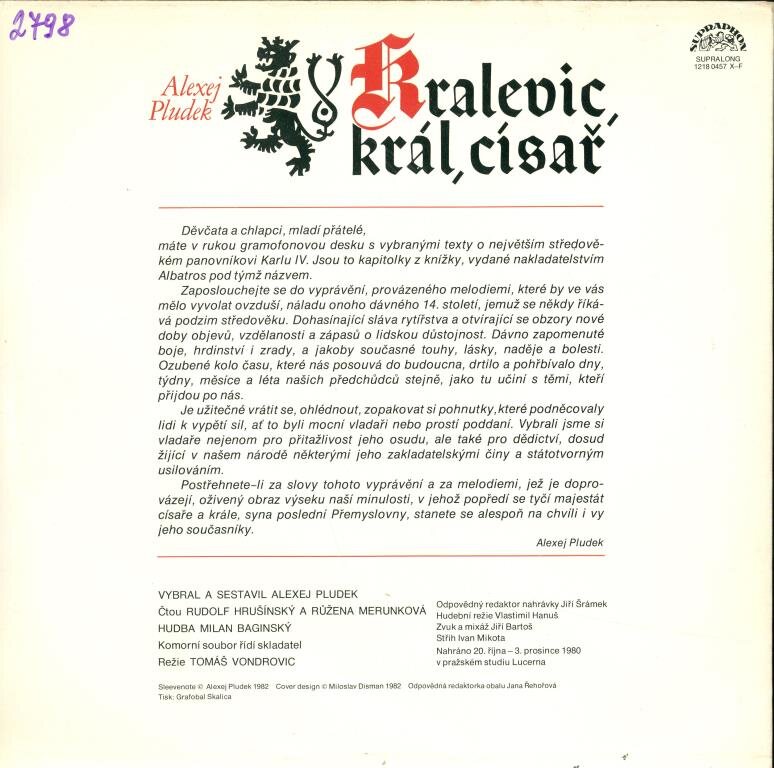 2798
SUPRAPHON
SUPRALONG
1218 0457 X–F
Alexej
Pludek
Kralevic,
král, císař
Děvčata a chlapci, mladí přátelé,
máte v rukou gramofonovou desku s vybranými texty o největším středově-
kém panovníkovi Karlu IV. Jsou to kapitolky z knížky, vydané nakladatelstvím
Albatros pod týmž názvem.
Zaposlouchejte se do vyprávění, provázeného melodiemi, které by ve vás
mělo vyvolat ovzduší, náladu onoho dávného 14. století, jemuž se někdy říká-
vá podzim středověku. Dohasínající sláva rytířstva a otvírající se obzory nové
doby objevů, vzdělanosti a zápasů o lidskou důstojnost. Dávno zapomenuté
boje, hrdinství i zrady, a jakoby současné touhy, lásky, naděje a bolesti.
Ozubené kolo času, které nás posouvá do budoucna, drtilo a pohřbívalo dny,
týdny, měsíce a léta našich předchůdců stejně, jako tu učiní s těmi, kteří
přijdou po nás.
Je užitečné vrátit se, ohlédnout, zopakovat si pohnutky, které podněcovaly
lidi k vypětí sil, ať to byli mocní vladaři nebo prostí poddaní. Vybrali jsme si
vladaře nejenom pro přitažlivost jeho osudu, ale také pro dědictví, dosud
žijící v našem národě některými jeho zakladatelskými činy a státotvorným
usilováním.
Postřehnete-li za slovy tohoto vyprávění a za melodiemi, jež je dopro-
vázejí, oživený obraz výseku naší minulosti, v jehož popředí se tyčí majestát
císaře a krále, syna poslední Přemyslovny, stanete se alespoň na chvíli i vy
jeho současníky.
Alexej Pludek
VYBRAL A SESTAVIL ALEXEJ PLUDEK
Čtou RUDOLF HRUŠÍNSKÝ A RŮŽENA MERUNKOVÁ
HUDBA MILAN BAGINSKÝ
Komorní soubor řídí skladatel
Režie TOMÁŠ VONDROVIC
Odpovědný redaktor nahrávky Jiří Šrámek
Hudební režie Vlastimil Hanuš
Zvuk a mixáž Jiří Bartoš
Střih Ivan Mikota
Nahráno 20. října – 3. prosince 1980
v pražském studiu Lucerna
Sleevenote © Alexej Pludek 1982 Cover design © Miloslav Disman 1982 Odpovědná redaktorka obalu Jana Řehořová
Tisk: Grafobal Skalica